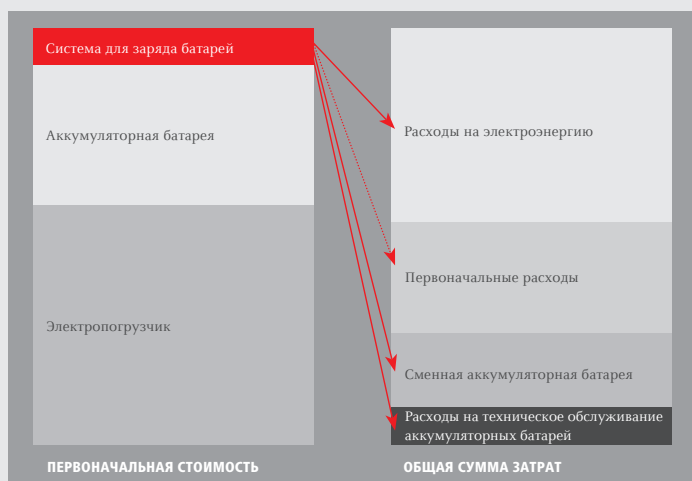 Система для заряда батарей
Аккумуляторная батарея
Электропогрузчик
ПЕРВОНАЧАЛЬНАЯ СТОИМОСТЬ
Расходы на электроэнергию
Первоначальные расходы
Сменная аккумуляторная батарея
Расходы на техническое обслуживание
аккумуляторных батарей
ОБЩАЯ СУММА ЗАТРАТ